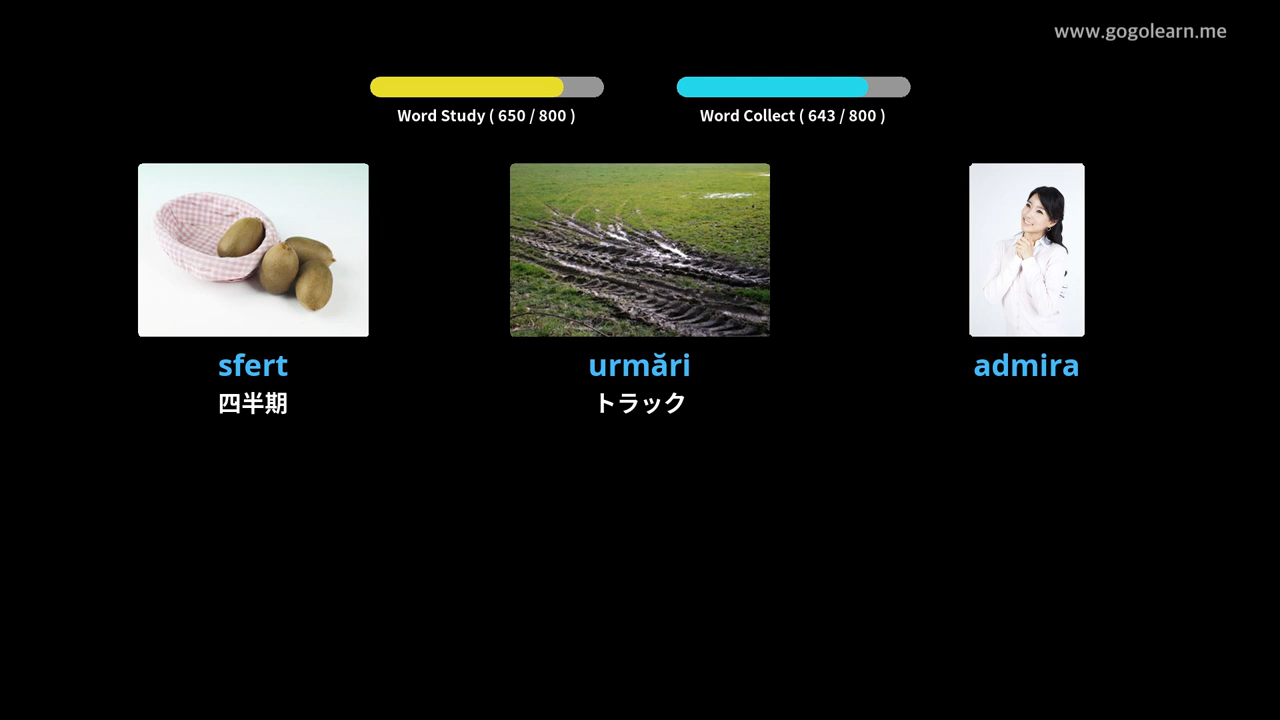 www.gogolearn.me
Word Study ( 650 / 800 )
Word Collect ( 643 / 800 )
sfert
四半期
urmări
トラック
admira